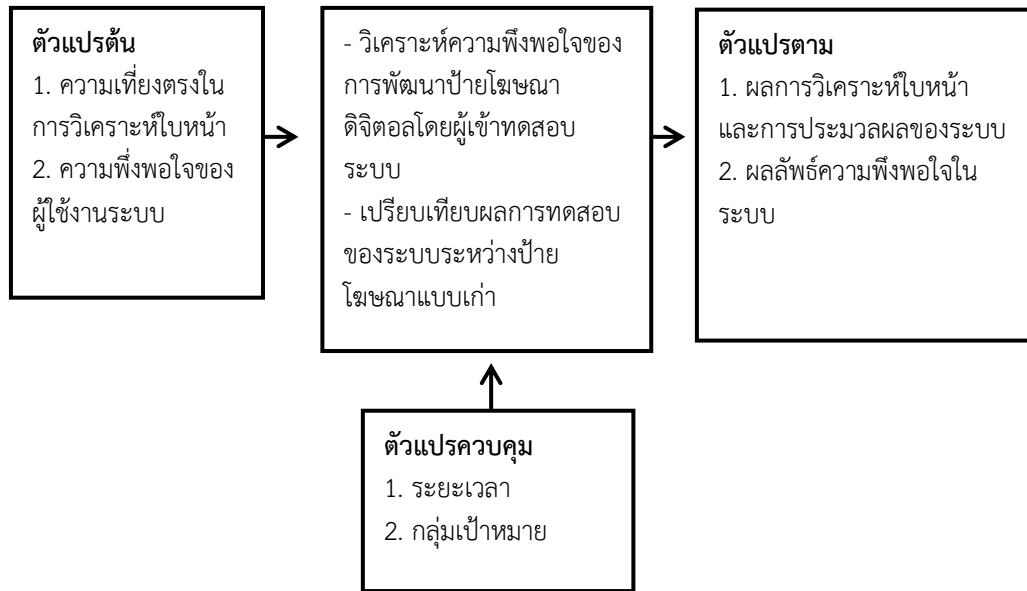 ตัวแปรต้น
1. ความเที่ยงตรงใน
การวิเคราะห์ใบหน้า
2. ความพึ่งพอใจของ
ผู้ใช้งานระบบ
- วิเคราะห์ความพึงพอใจของ
การพัฒนาป้ายโฆษณา
ดิจิตอลโดยผู้เข้าทดสอบ
ระบบ
- เปรียบเทียบผลการทดสอบ
ของระบบระหว่างป้าย
โฆษณาแบบเก่า
ตัวแปรตาม
1. ผลการวิเคราะห์ใบหน้า
และการประมวลผลของระบบ
2. ผลลัพธ์ความพึงพอใจใน
ระบบ
ตัวแปรควบคุม
1. ระยะเวลา
2. กลุ่มเป้าหมาย